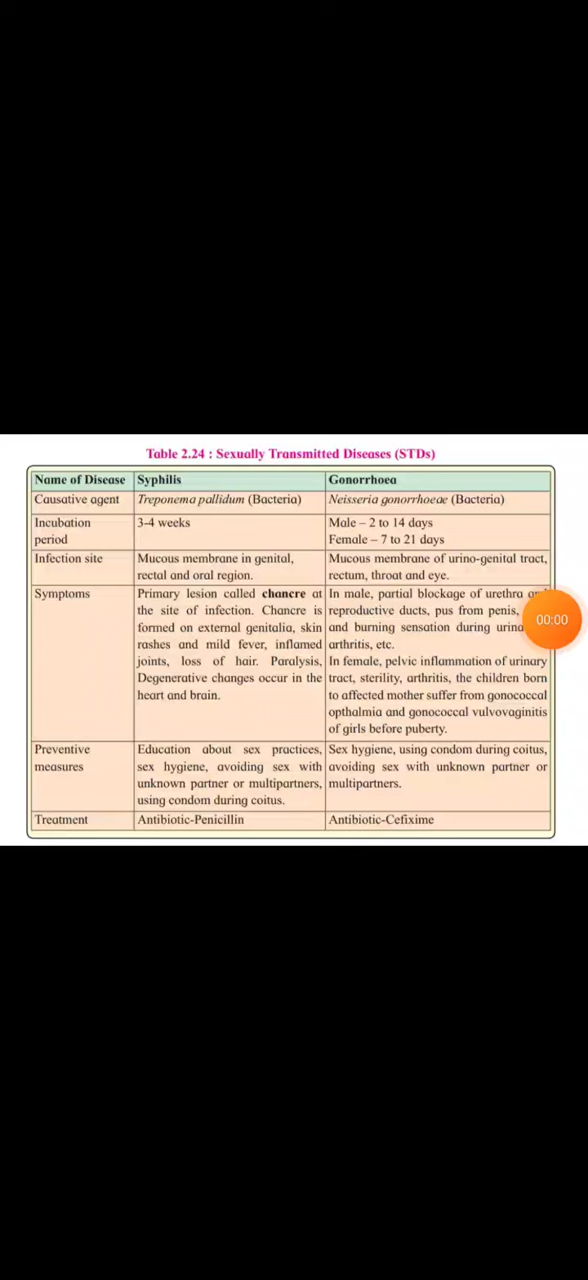 Table 2.24 : Sexually Transmitted Diseases (STDs)
Name of Disease Syphilis Gonorrhoea
Causative agent Treponema pallidum (Bacteria) Neisseria gonorrhoeae (Bacteria)
Incubation period
3-4 weeks
Male – 2 to 14 days
Female – 7 to 21 days
Infection site
Mucous membrane in genital,
rectal and oral region.
Mucous membrane of urino-genital tract,
rectum, throat and eye.
Symptoms
Primary lesion called chancre at
the site of infection. Chancre is
formed on external genitalia, skin
rashes and mild fever, inflamed
joints, loss of hair. Paralysis,
Degenerative changes occur in the
heart and brain.
In male, partial blockage of urethra
reproductive ducts, pus from penis,
and burning sensation during
arthritis, etc.
In female, pelvic inflammation of urinary
tract, sterility, arthritis, the children born
to affected mother suffer from gonococcal
opthalmia and gonococcal vulvovaginitis
of girls before puberty.
Preventive
measures
Education about sex practices,
sex hygiene, avoiding sex with
unknown partner or multipartners,
using condom during coitus.
Sex hygiene, using condom during coitus,
avoiding sex with unknown partner or
multipartners.
Treatment Antibiotic-Penicillin Antibiotic-Cefixime
00:00